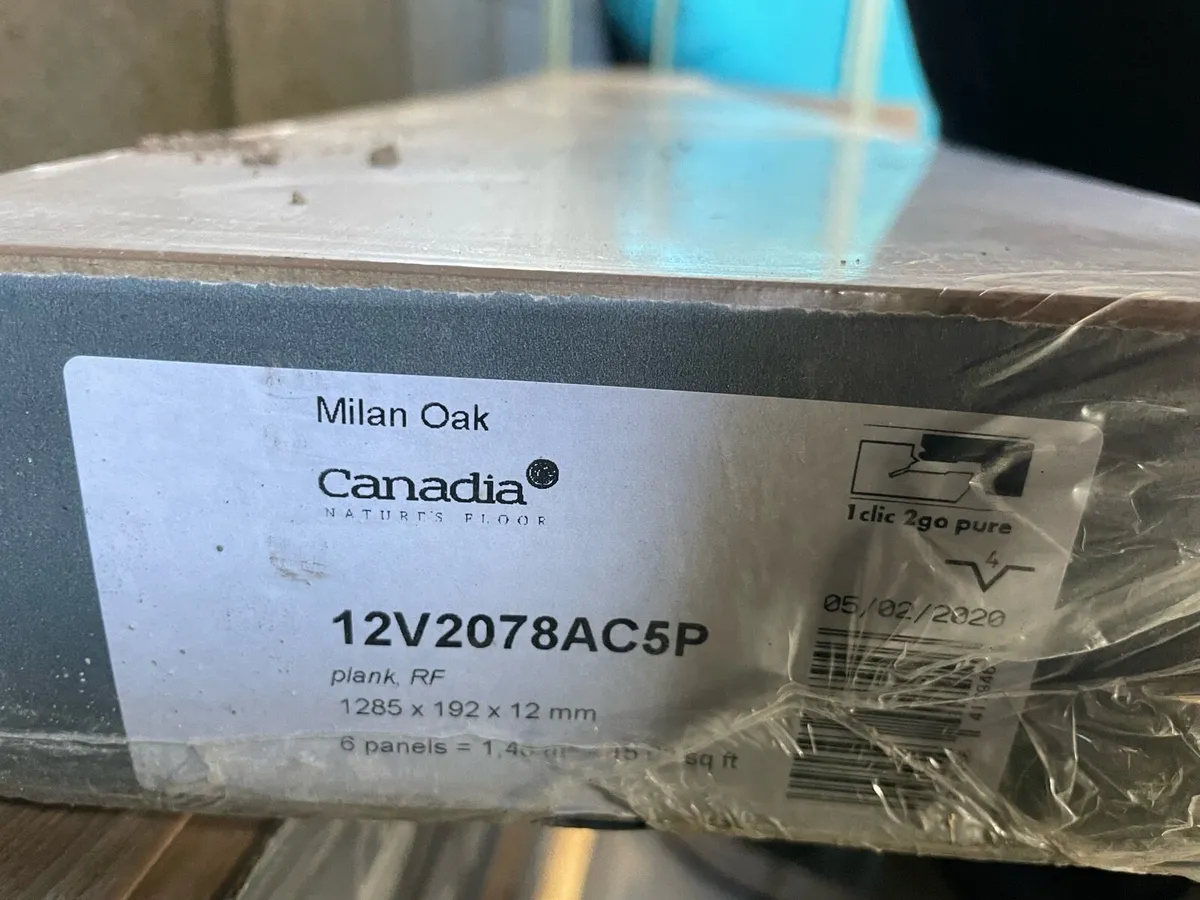 Milan Oak
Canadia
NATURE'S FLOOR
1clic 2go pure
4
05/02/2020
12V2078AC5P
plank, RF
1285 x 192 x 12 mm
6 panels = sq ft